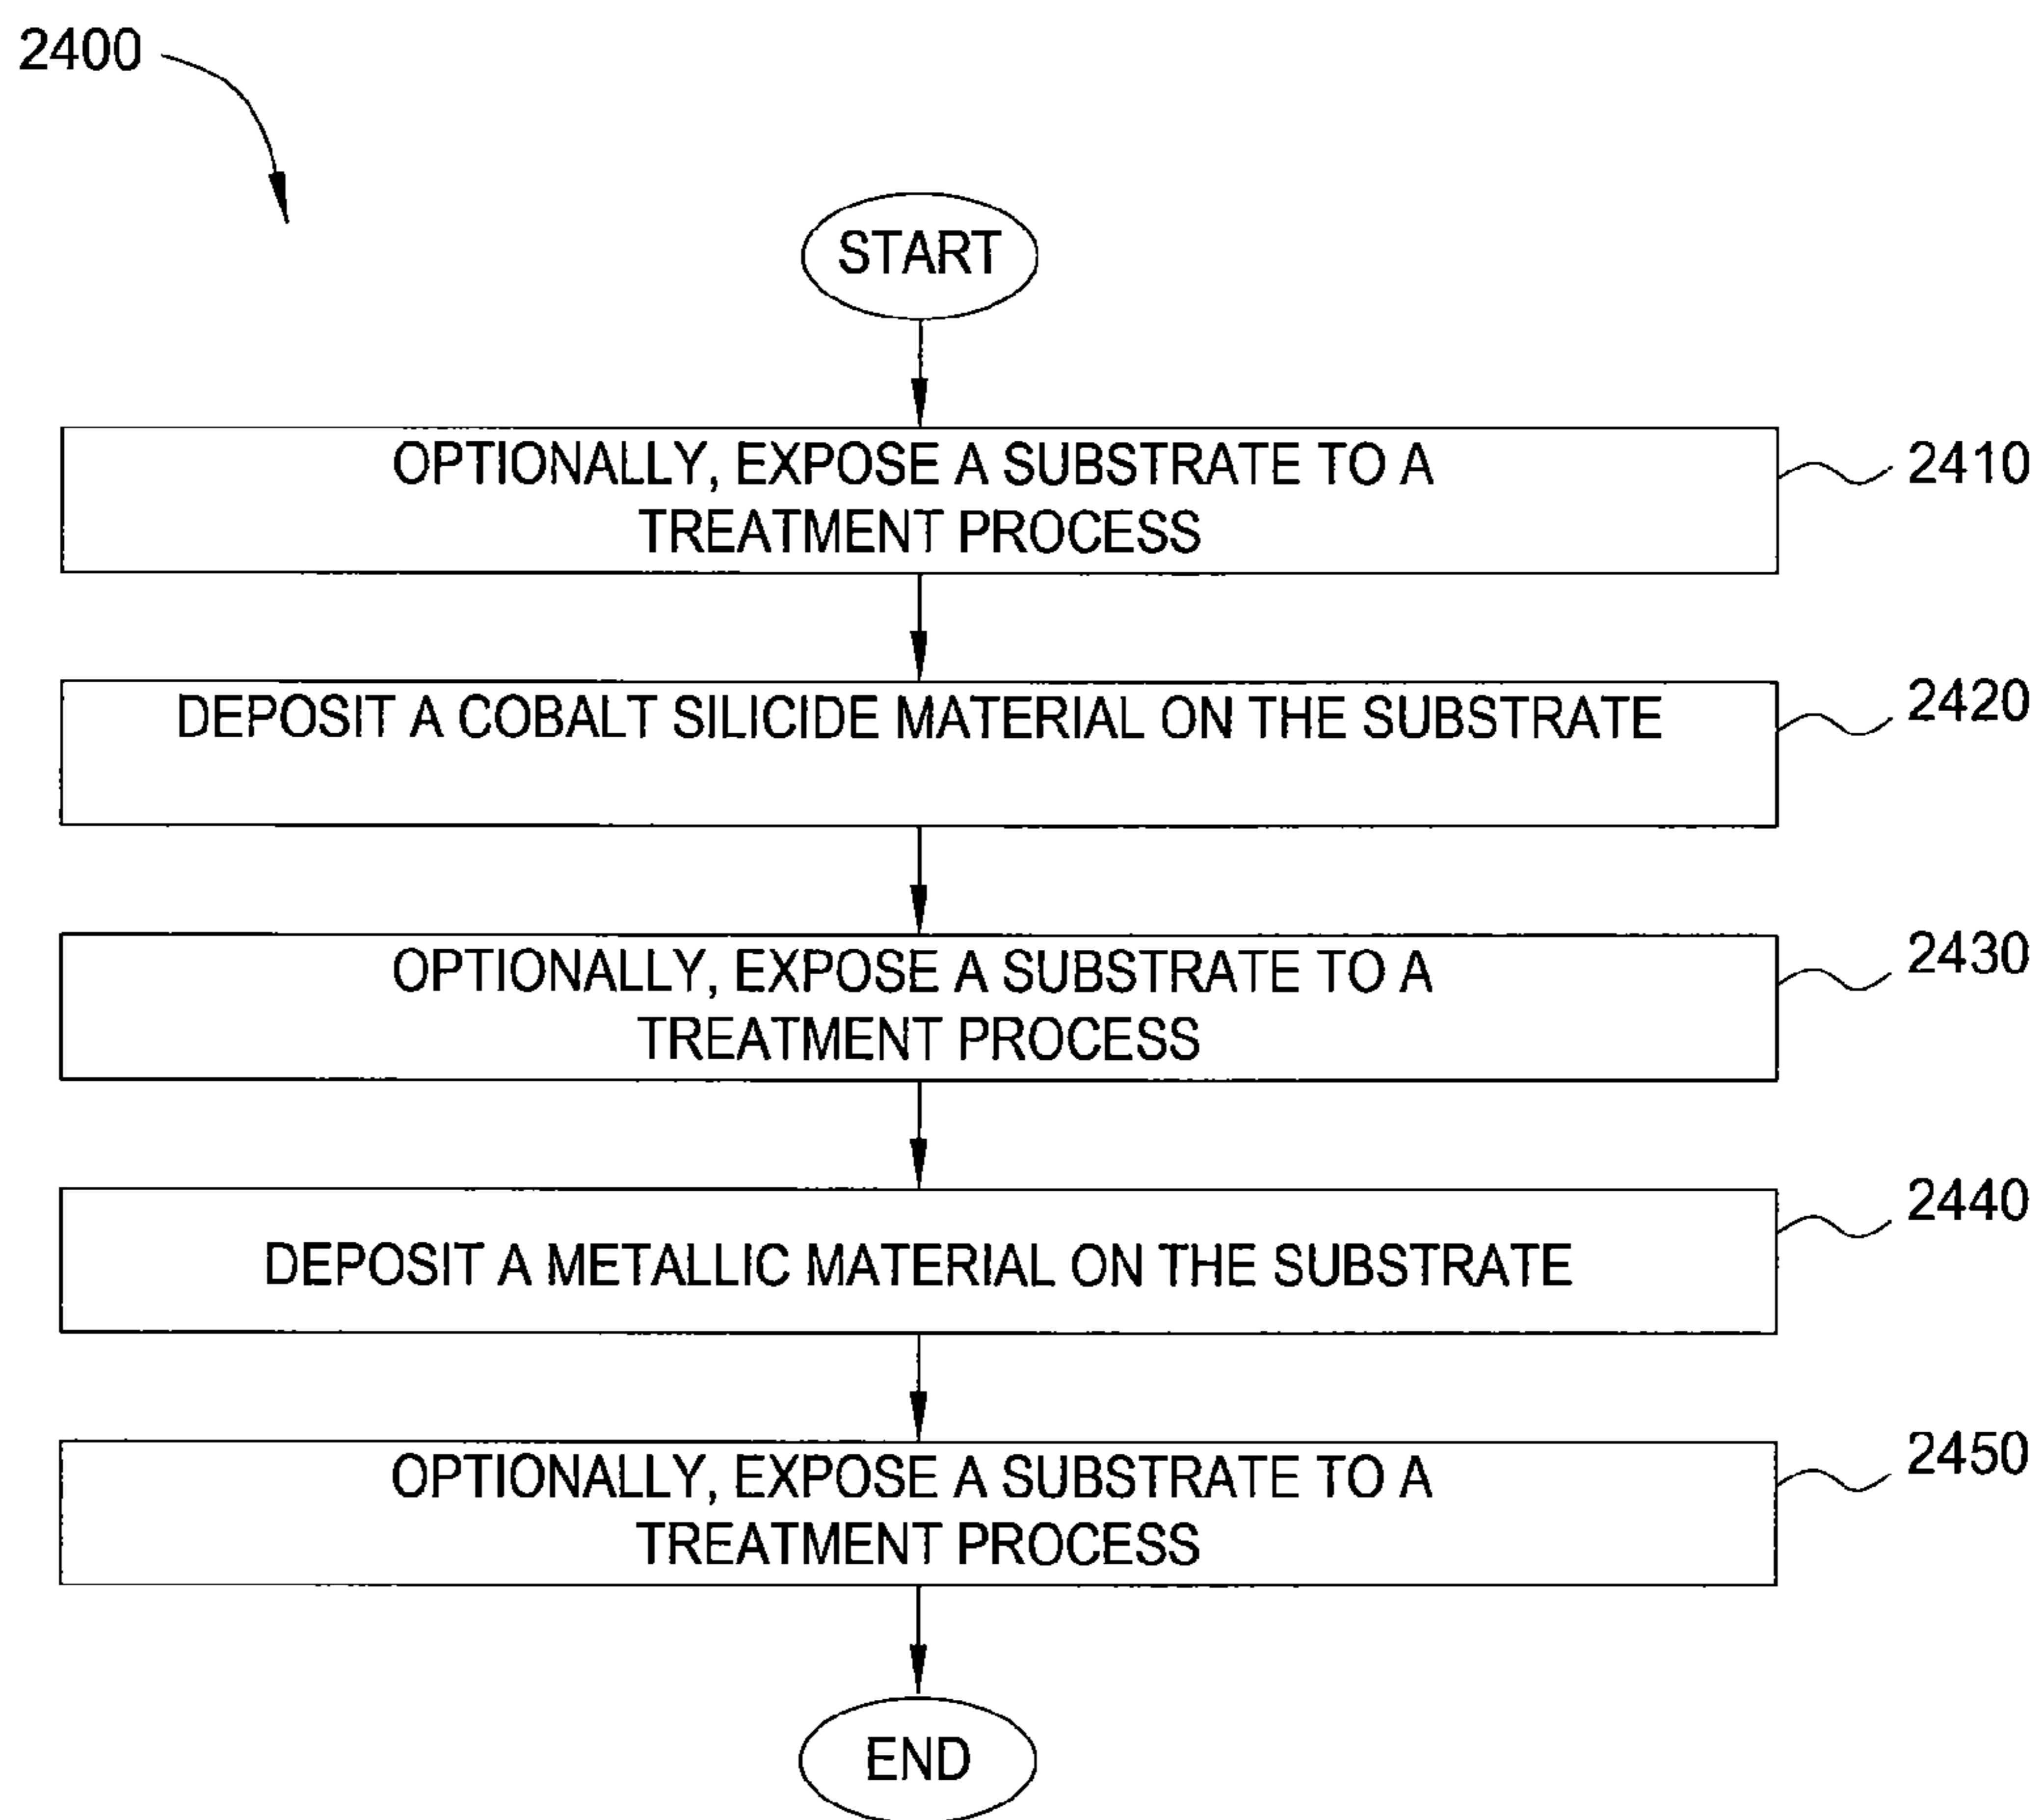 2400
START
OPTIONALLY, EXPOSE A SUBSTRATE TO A
TREATMENT PROCESS
2410
DEPOSIT A COBALT SILICIDE MATERIAL ON THE SUBSTRATE
2420
OPTIONALLY, EXPOSE A SUBSTRATE TO A
TREATMENT PROCESS
2430
DEPOSIT A METALLIC MATERIAL ON THE SUBSTRATE
2440
OPTIONALLY, EXPOSE A SUBSTRATE TO A
TREATMENT PROCESS
2450
END